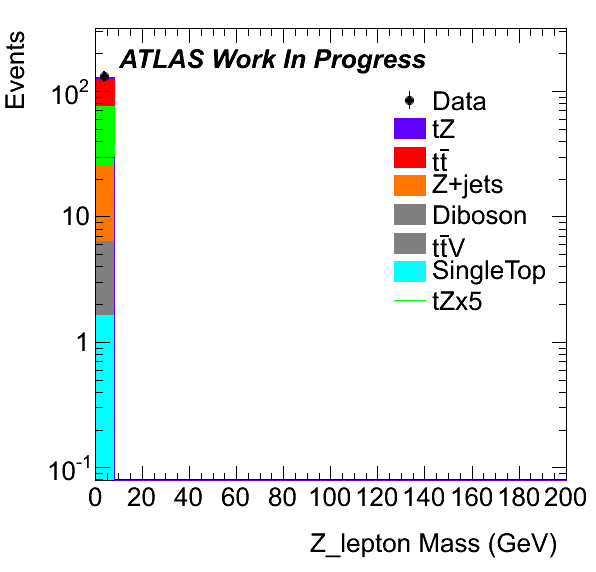 Events
ATLAS Work In Progress
Data
tZ
tt̄
Z+jets
Diboson
tt̄V
SingleTop
tZx5
10²
10
1
10⁻¹
0 20 40 60 80 100 120 140 160 180 200
Z_lepton Mass (GeV)